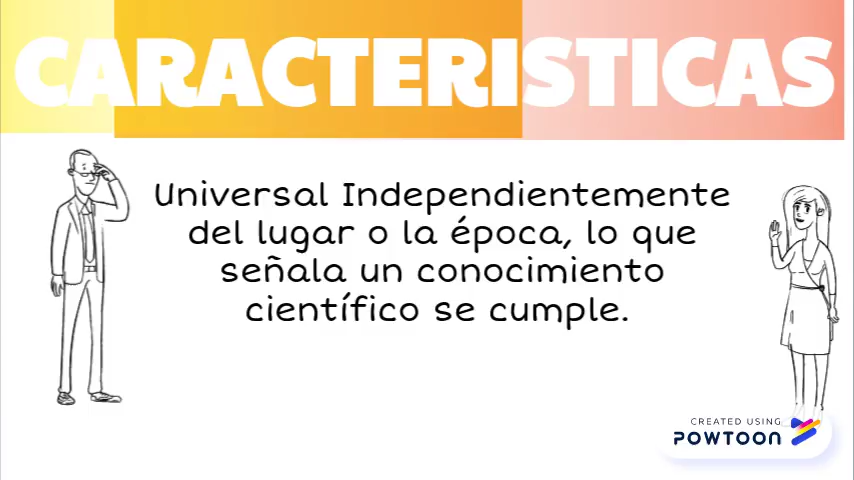 CARACTERISTICAS
Universal Independientemente
del lugar o la época, lo que
señala un conocimiento
científico se cumple.
CREATED USING
POWTOON